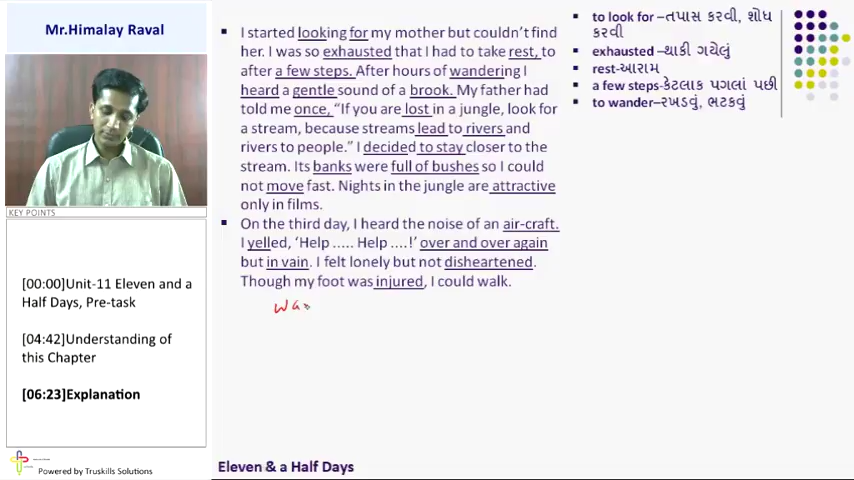 Mr.Himalay Raval
KEY POINTS
[00:00]Unit-11 Eleven and a
Half Days, Pre-task
[04:42]Understanding of
this Chapter
[06:23]Explanation
Powered by Truskills Solutions
I started looking for my mother but couldn't find
her. I was so exhausted that I had to take rest, to
after a few steps. After hours of wandering I
heard a gentle sound of a brook. My father had
told me once, "If you are lost in a jungle, look for
a stream, because streams lead to rivers and
rivers to people." I decided to stay closer to the
stream. Its banks were full of bushes so I could
not move fast. Nights in the jungle are attractive
only in films.
On the third day, I heard the noise of an air-craft.
I yelled, 'Help ..... Help ....!' over and over again
but in vain. I felt lonely but not disheartened.
Though my foot was injured, I could walk.
wa
to look for –તપાસ કરવી, શોધ
કરવી
exhausted –થાકી ગયેલું
rest-આરામ
a few steps-કેટલાક પગલાં પછી
to wander–રખડવું, ભટકવું
Eleven & a Half Days